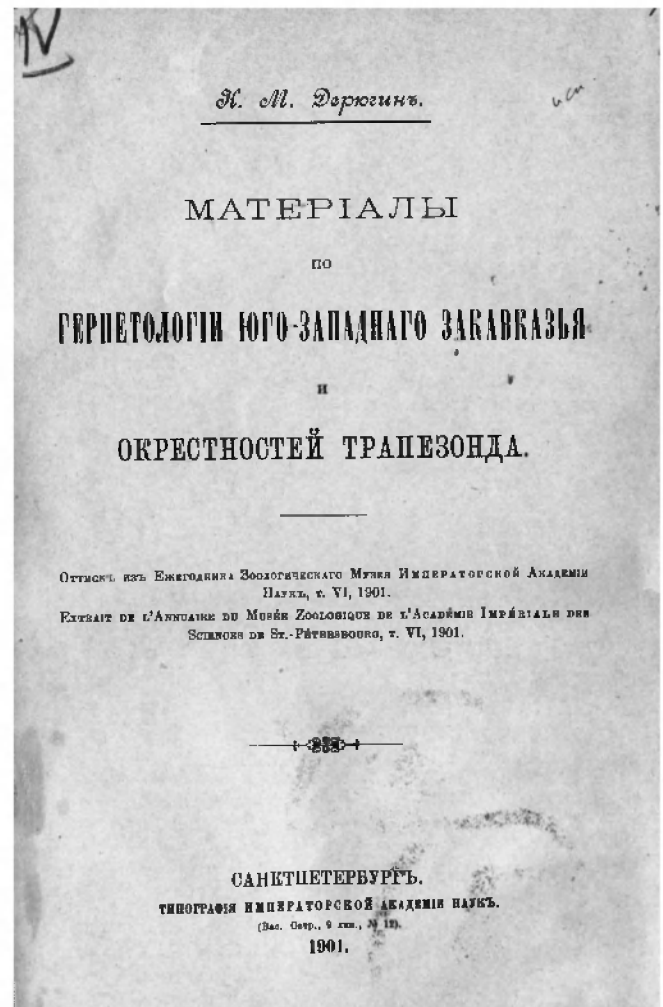 IV
К. М. Дерюгинъ.
МАТЕРІАЛЫ
ПО
ГЕРПЕТОЛОГІИ ЮГО-ЗАПАДНАГО ЗАКАВКАЗЬЯ
И
ОКРЕСТНОСТЕЙ ТРАПЕЗОНДА.
Оттискъ изъ Ежегодника Зоологическаго Музея Императорской Академіи
Наукъ, т. VI, 1901.
Extrait de l'Annuaire du Musée Zoologique de l'Académie Impériale des
Sciences de St.-Pétersbourg, т. VI, 1901.
САНКТПЕТЕРБУРГЪ.
ТИПОГРАФІЯ ИМПЕРАТОРСКОЙ АКАДЕМІИ НАУКЪ.
(Вас. Остр., 9 лин., № 12).
1901.